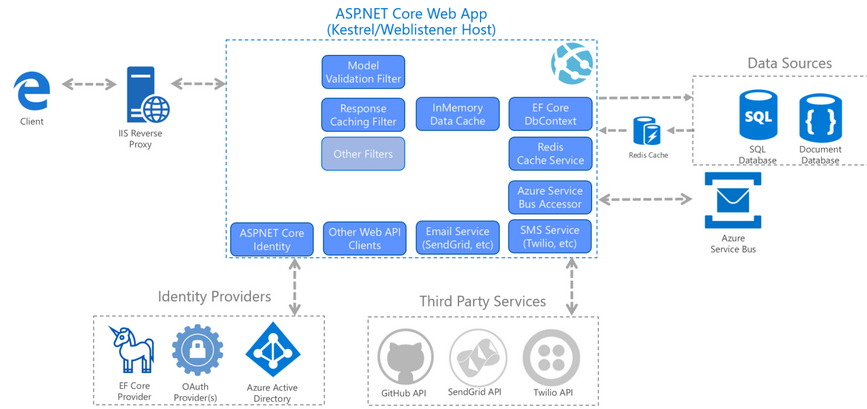 ASP.NET Core Web App
(Kestrel/Weblistener Host)
Model
Validation Filter
Response
Caching Filter
Other Filters
InMemory
Data Cache
EF Core
DbContext
Redis
Cache Service
Azure Service
Bus Accessor
ASPNET Core
Identity
Other Web API
Clients
Email Service
(SendGrid, etc)
SMS Service
(Twilio, etc)
Client
IIS Reverse
Proxy
Data Sources
SQL
SQL
Database
{ }
Document
Database
Redis Cache
Azure
Service Bus
Identity Providers
EF Core
Provider
OAuth
Provider(s)
Azure Active
Directory
Third Party Services
GitHub API
SendGrid API
Twilio API